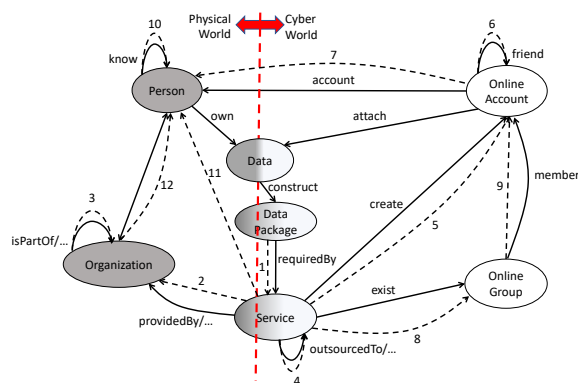 10
Physical World
Cyber World
6
know
7
friend
Person
account
Online Account
own
attach
Data
11
construct
12
3
9
member
create
Data Package
5
isPartOf/...
Organization
1
requiredBy
2
exist
Online Group
providedBy/...
Service
8
outsourcedTo/...
4